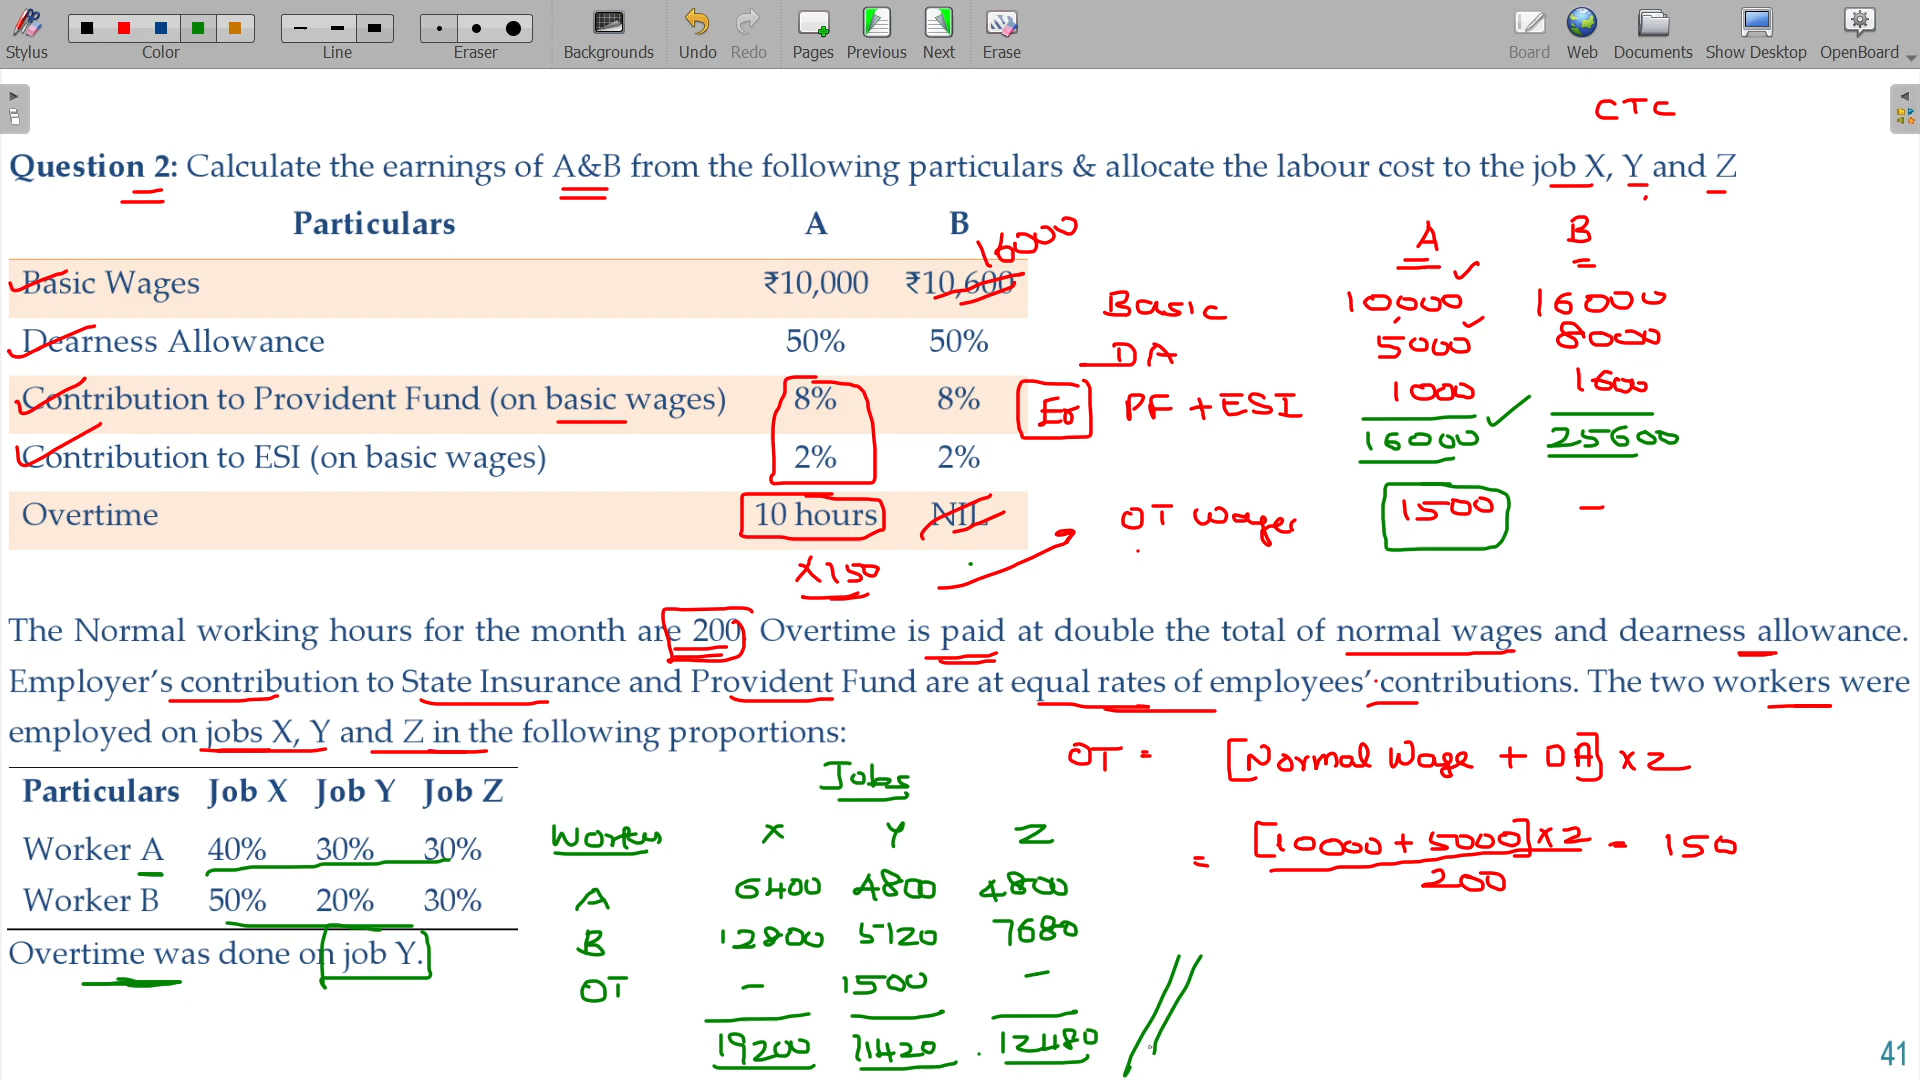 Stylus Color Line Eraser Backgrounds Undo Redo Pages Previous Next Erase Board Web Documents Show Desktop OpenBoard
CTC
Question 2: Calculate the earnings of A&B from the following particulars & allocate the labour cost to the job X, Y and Z
Particulars A B
16000
A B
Basic Wages ₹10,000 ₹10,600
Basic 10000 16000
Dearness Allowance 50% 50%
DA 5000 8000
Contribution to Provident Fund (on basic wages) 8% 8%
Er PF + ESI 1000 1600
16000 25600
Contribution to ESI (on basic wages) 2% 2%
Overtime 10 hours NIL
OT Wages 1500 -
X150
The Normal working hours for the month are 200. Overtime is paid at double the total of normal wages and dearness allowance.
Employer's contribution to State Insurance and Provident Fund are at equal rates of employees' contributions. The two workers were
employed on jobs X, Y and Z in the following proportions:
OT = [Normal Wage + DA] x 2
= [10000 + 5000] x 2 = 150
200
Particulars Job X Job Y Job Z
Worker A 40% 30% 30%
Worker B 50% 20% 30%
Overtime was done on job Y.
Jobs
Worker X Y Z
A 6400 4800 4800
B 12800 5120 7680
OT - 1500 -
19200 11420 12480
41